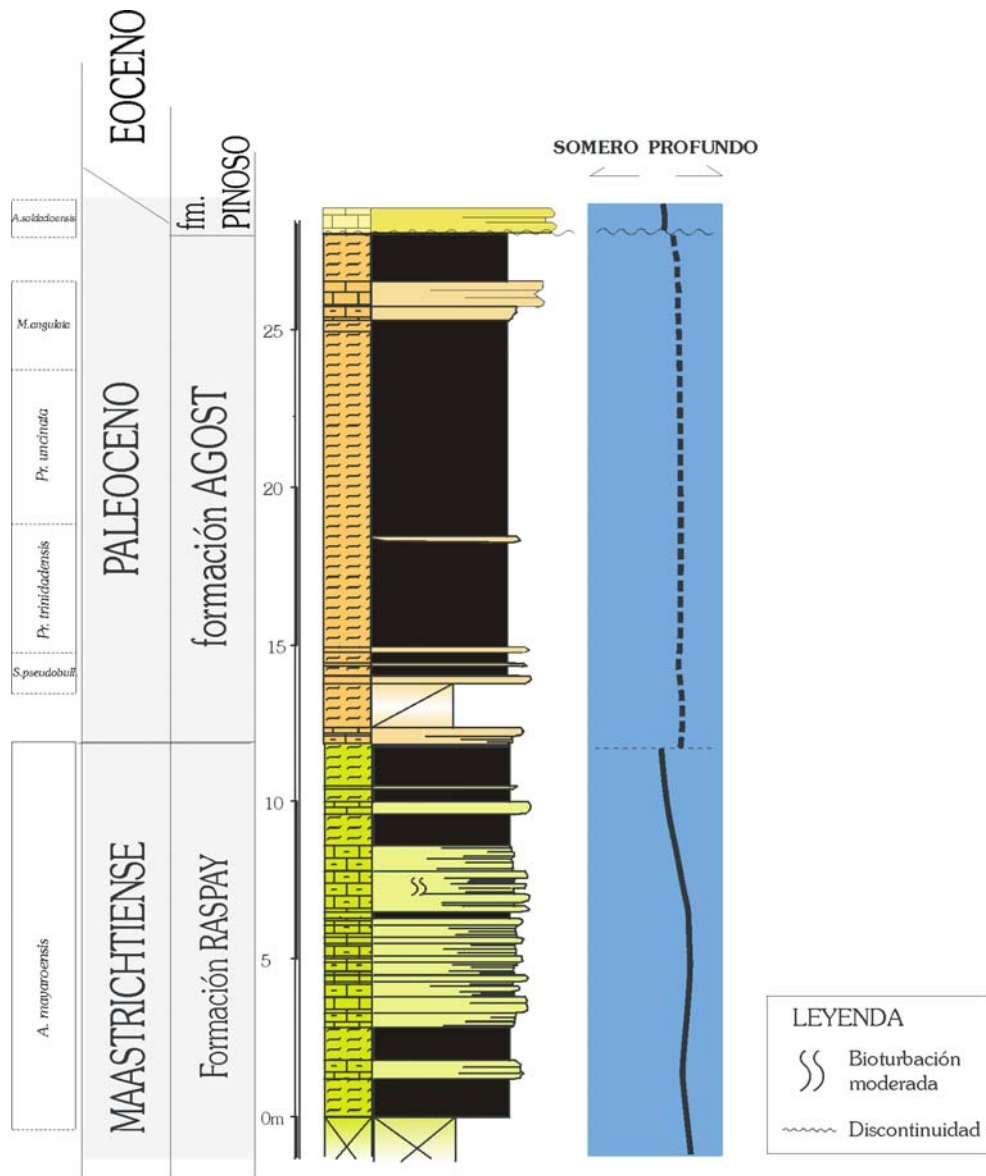 EOCENO
SOMERO PROFUNDO
A.soldadoensis
fm.
PINOSO
M.angulata
25
Pr. uncinata
PALEOCENO
formación AGOST
20
Pr. trinidadensis
15
S.pseudobull.
10
A. mayaroensis
MAASTRICHTIENSE
Formación RASPAY
5
0m
LEYENDA
Bioturbación
moderada
Discontinuidad